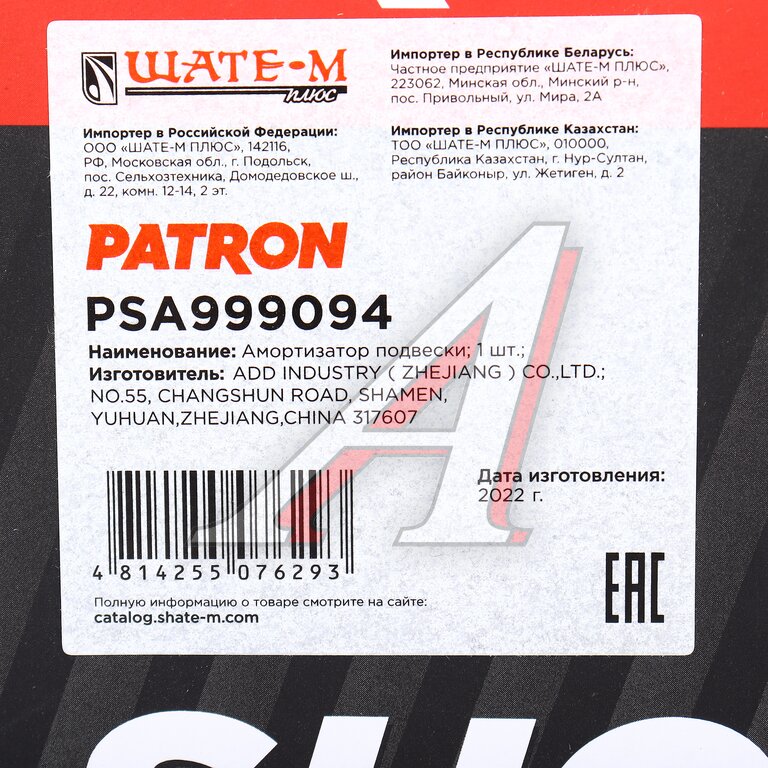 ШАТЕ-М
ПЛЮС
Импортер в Республике Беларусь:
Частное предприятие «ШАТЕ-М ПЛЮС»,
223062, Минская обл., Минский р-н,
пос. Привольный, ул. Мира, 2А
Импортер в Российской Федерации:
ООО «ШАТЕ-М ПЛЮС», 142116,
РФ, Московская обл., г. Подольск,
пос. Сельхозтехника, Домодедовское ш.,
д. 22, комн. 12-14, 2 эт.
Импортер в Республике Казахстан:
ТОО «ШАТЕ-М ПЛЮС», 010000,
Республика Казахстан, г. Нур-Султан,
район Байконыр, ул. Жетиген, д. 2
PATRON
PSA999094
Наименование: Амортизатор подвески; 1 шт.;
Изготовитель: ADD INDUSTRY ( ZHEJIANG ) CO.,LTD.;
NO.55, CHANGSHUN ROAD, SHAMEN,
YUHUAN,ZHEJIANG,CHINA 317607
Дата изготовления:
2022 г.
4 814255 076293
EAC
Полную информацию о товаре смотрите на сайте:
catalog.shate-m.com